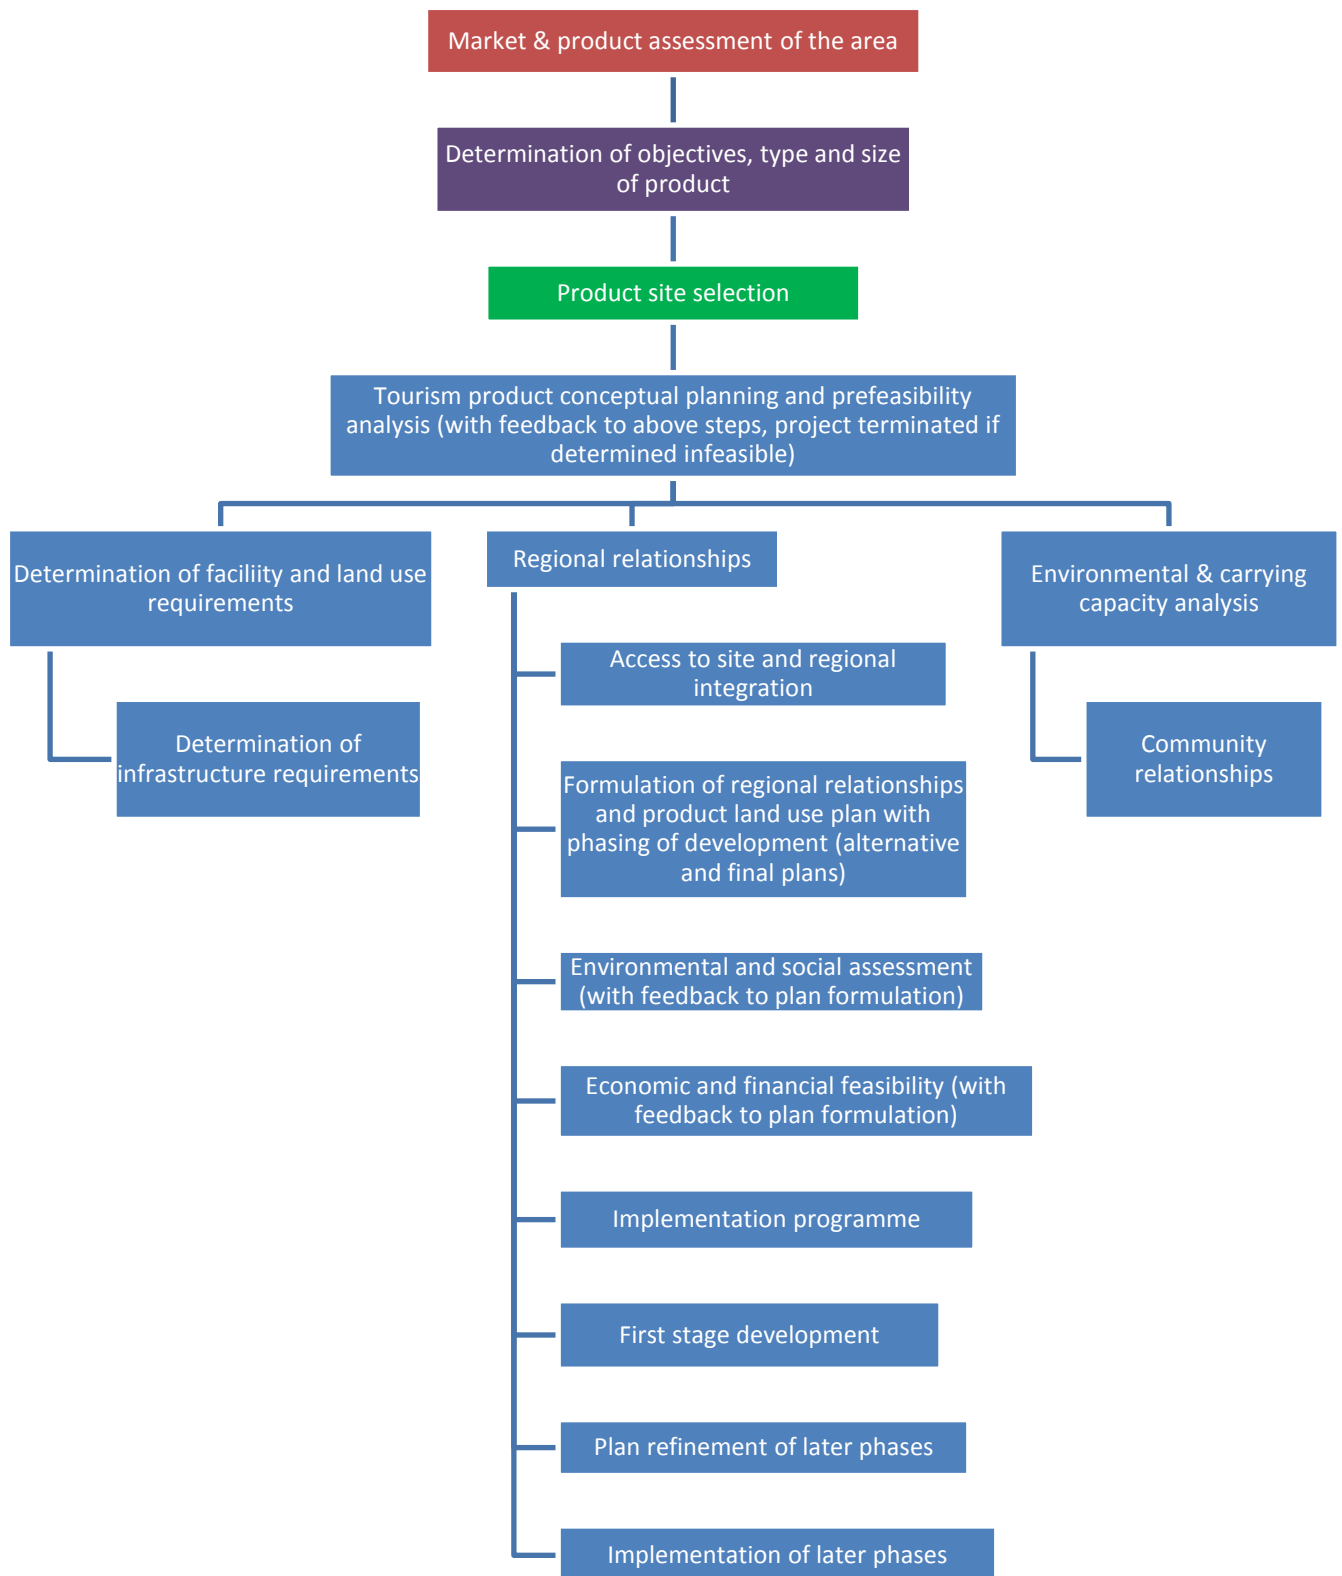 Market & product assessment of the area
Determination of objectives, type and size
of product
Product site selection
Tourism product conceptual planning and prefeasibility
analysis (with feedback to above steps, project terminated if
determined infeasible)
Determination of faciliity and land use
requirements
Determination of
infrastructure requirements
Regional relationships
Access to site and regional
integration
Formulation of regional relationships
and product land use plan with
phasing of development (alternative
and final plans)
Environmental and social assessment
(with feedback to plan formulation)
Economic and financial feasibility (with
feedback to plan formulation)
Implementation programme
First stage development
Plan refinement of later phases
Implementation of later phases
Environmental & carrying
capacity analysis
Community
relationships